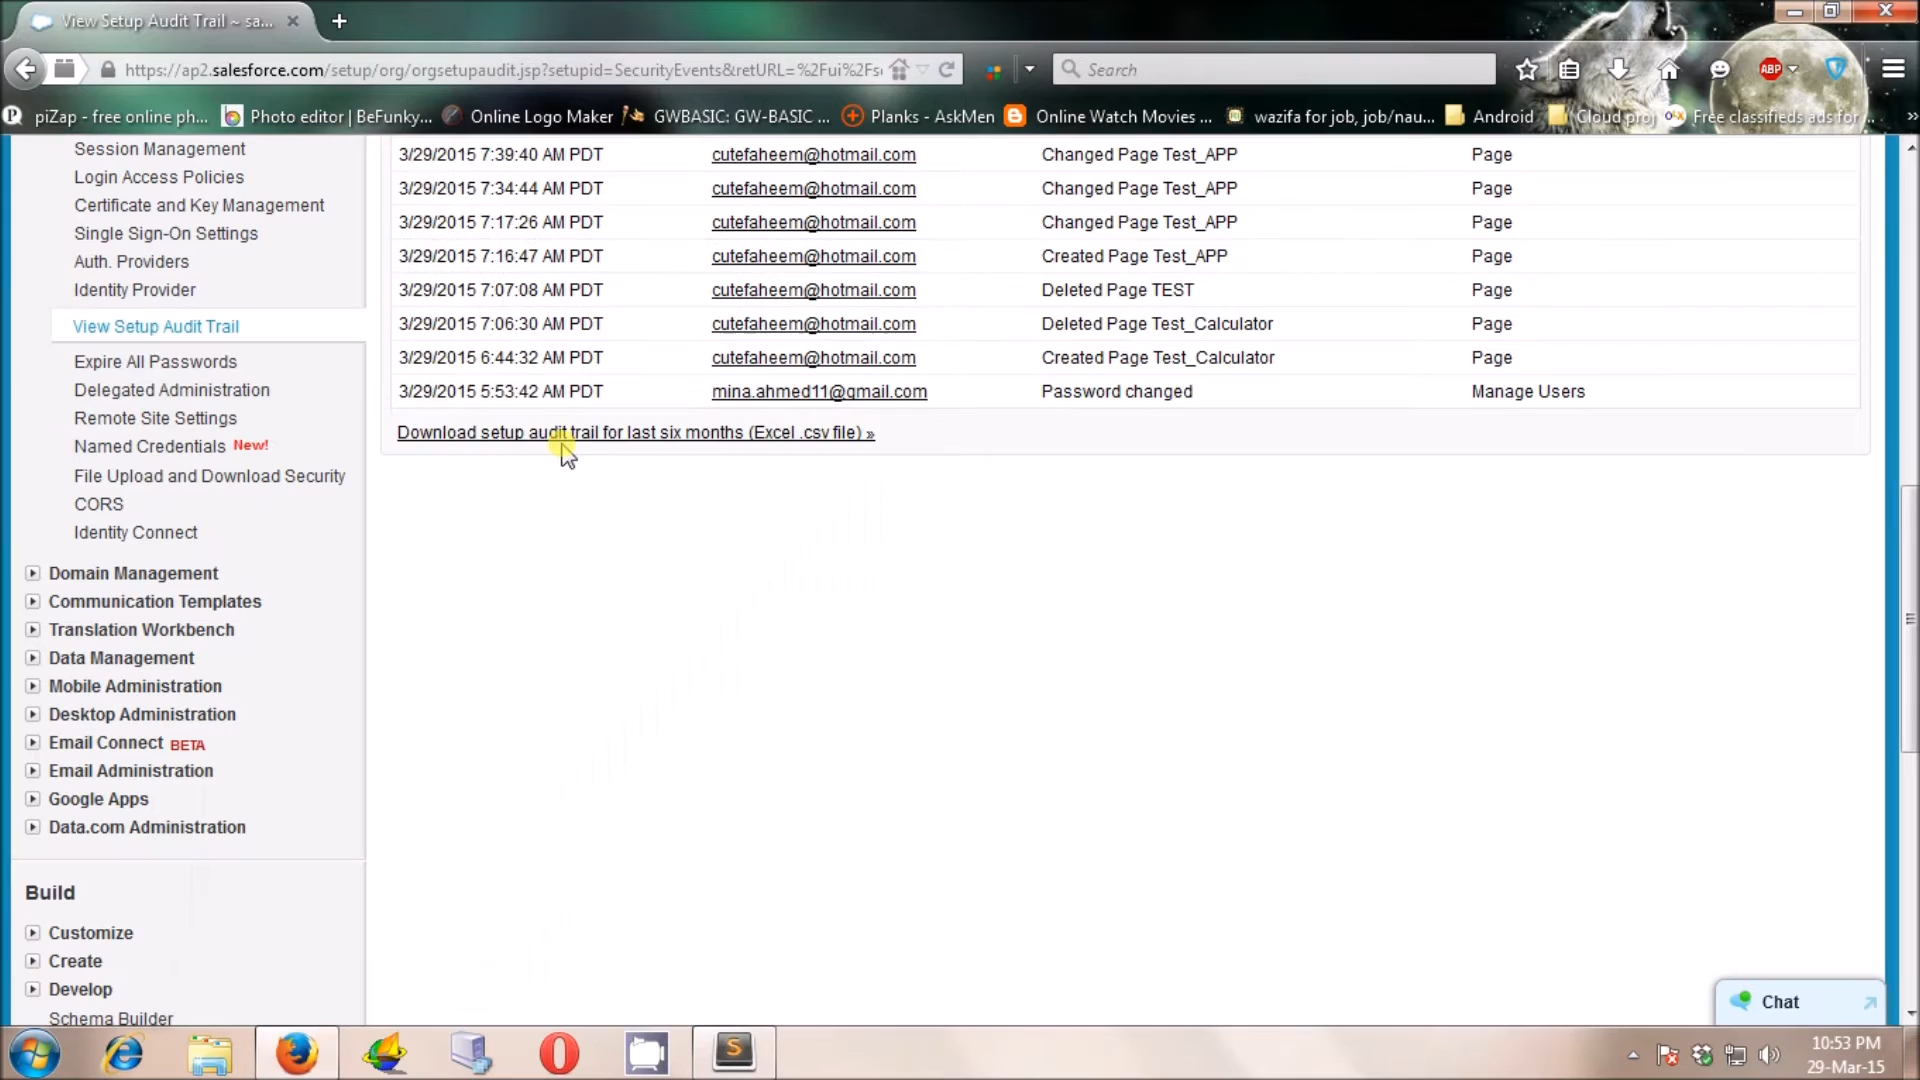 View Setup Audit Trail ~ sa...
https://ap2.salesforce.com/setup/org/orgsetupaudit.jsp?setupid=SecurityEvents&retURL=%2Fui%2Fs
Search
ABP
piZap - free online ph...
Photo editor | BeFunky...
Online Logo Maker
GWBASIC: GW-BASIC ...
Planks - AskMen
Online Watch Movies ...
wazifa for job, job/nau...
Android
Cloud proj
Free classifieds ads for ...
Session Management
Login Access Policies
Certificate and Key Management
Single Sign-On Settings
Auth. Providers
Identity Provider
View Setup Audit Trail
Expire All Passwords
Delegated Administration
Remote Site Settings
Named Credentials New!
File Upload and Download Security
CORS
Identity Connect
Domain Management
Communication Templates
Translation Workbench
Data Management
Mobile Administration
Desktop Administration
Email Connect BETA
Email Administration
Google Apps
Data.com Administration
Build
Customize
Create
Develop
Schema Builder
3/29/2015 7:39:40 AM PDT cutefaheem@hotmail.com Changed Page Test_APP Page
3/29/2015 7:34:44 AM PDT cutefaheem@hotmail.com Changed Page Test_APP Page
3/29/2015 7:17:26 AM PDT cutefaheem@hotmail.com Changed Page Test_APP Page
3/29/2015 7:16:47 AM PDT cutefaheem@hotmail.com Created Page Test_APP Page
3/29/2015 7:07:08 AM PDT cutefaheem@hotmail.com Deleted Page TEST Page
3/29/2015 7:06:30 AM PDT cutefaheem@hotmail.com Deleted Page Test_Calculator Page
3/29/2015 6:44:32 AM PDT cutefaheem@hotmail.com Created Page Test_Calculator Page
3/29/2015 5:53:42 AM PDT mina.ahmed11@gmail.com Password changed Manage Users
Download setup audit trail for last six months (Excel .csv file) »
Chat
10:53 PM
29-Mar-15